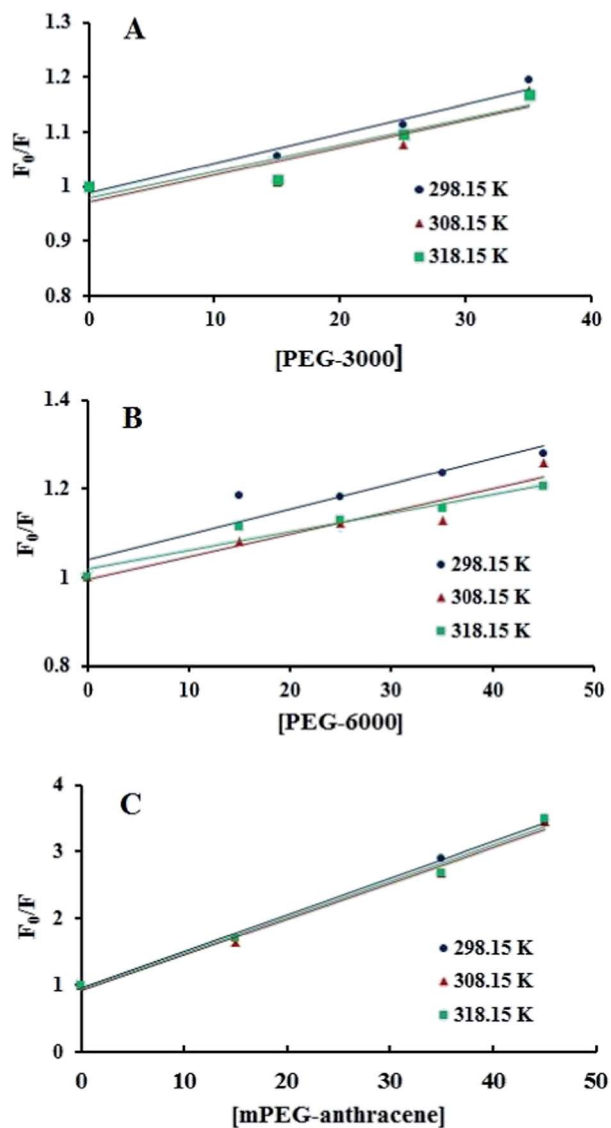 A
1.3
1.2
1.1
1
0.9
0.8
F0/F
298.15 K
308.15 K
318.15 K
0 10 20 30 40
[PEG-3000]
B
1.4
1.2
1
0.8
F0/F
298.15 K
308.15 K
318.15 K
0 10 20 30 40 50
[PEG-6000]
C
4
3
2
1
0
F0/F
298.15 K
308.15 K
318.15 K
0 10 20 30 40 50
[mPEG-anthracene]